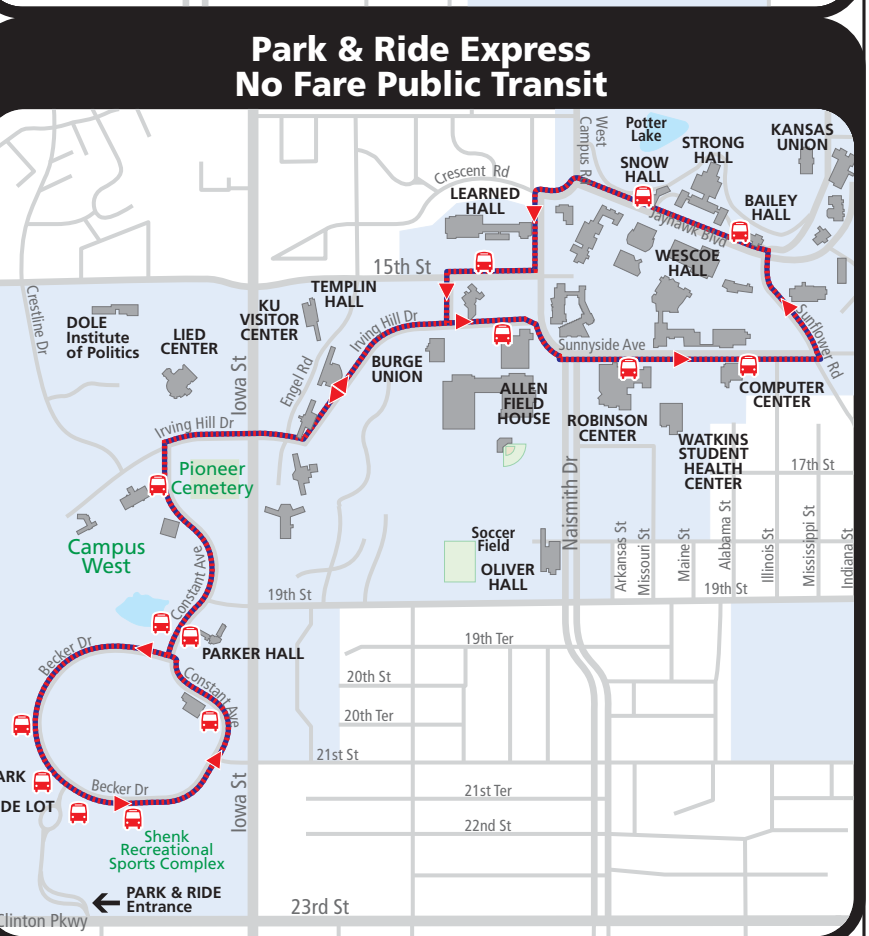 Park & Ride Express
No Fare Public Transit
West
Campus Rd
Potter
Lake
STRONG
HALL
KANSAS
UNION
SNOW
HALL
Crescent Rd
LEARNED
HALL
BAILEY
HALL
Jayhawk Blvd
WESCOE
HALL
15th St
TEMPLIN
HALL
Crestline Dr
DOLE
Institute
of Politics
LIED
CENTER
KU
VISITOR
CENTER
Iowa St
Engel Rd
Irving Hill Dr
BURGE
UNION
Sunnyside Ave
Sunflower Rd
ALLEN
FIELD
HOUSE
COMPUTER
CENTER
ROBINSON
CENTER
WATKINS
STUDENT
HEALTH
CENTER
Irving Hill Dr
Pioneer
Cemetery
17th St
Naismith Dr
Campus
West
Soccer
Field
OLIVER
HALL
Arkansas St
Missouri St
Maine St
Alabama St
Illinois St
Mississippi St
Indiana St
Constant Ave
19th St
19th St
PARKER HALL
19th Ter
Becker Dr
20th St
Constant Ave
20th Ter
21st St
ARK
DE LOT
Becker Dr
Iowa St
21st Ter
22nd St
Shenk
Recreational
Sports Complex
PARK & RIDE
Entrance
23rd St
Clinton Pkwy